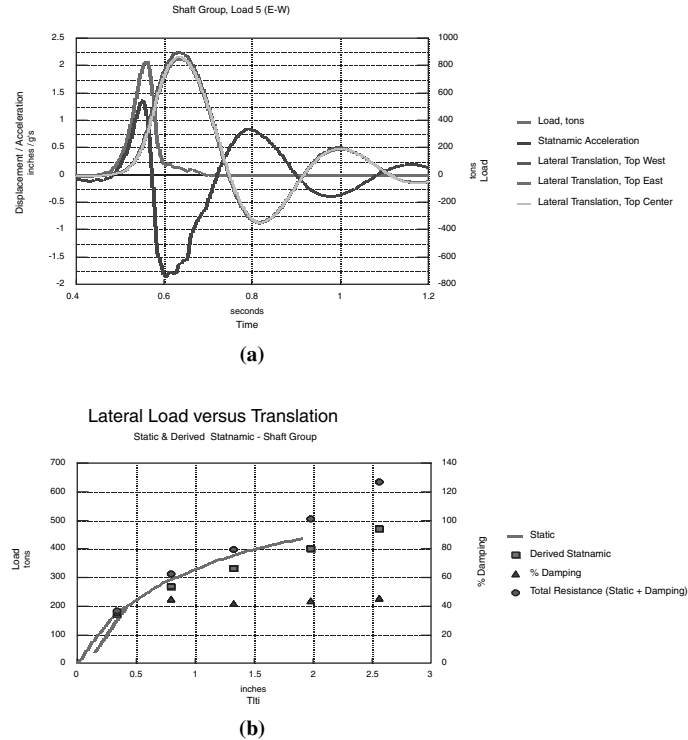 Shaft Group, Load 5 (E-W)
2.5
2
1.5
1
0.5
0
-0.5
-1
-1.5
-2
Displacement / Acceleration
inches / g's
1000
800
600
400
200
0
-200
-400
-600
-800
tons
Load
0.4
0.6
0.8
1
1.2
seconds
Time
Load, tons
Statnamic Acceleration
Lateral Translation, Top West
Lateral Translation, Top East
Lateral Translation, Top Center
(a)
Lateral Load versus Translation
Static & Derived Statnamic - Shaft Group
700
600
500
400
300
200
100
0
Load
tons
140
120
100
80
60
40
20
0
% Damping
0
0.5
1
1.5
2
2.5
3
inches
Tlti
Static
Derived Statnamic
% Damping
Total Resistance (Static + Damping)
(b)